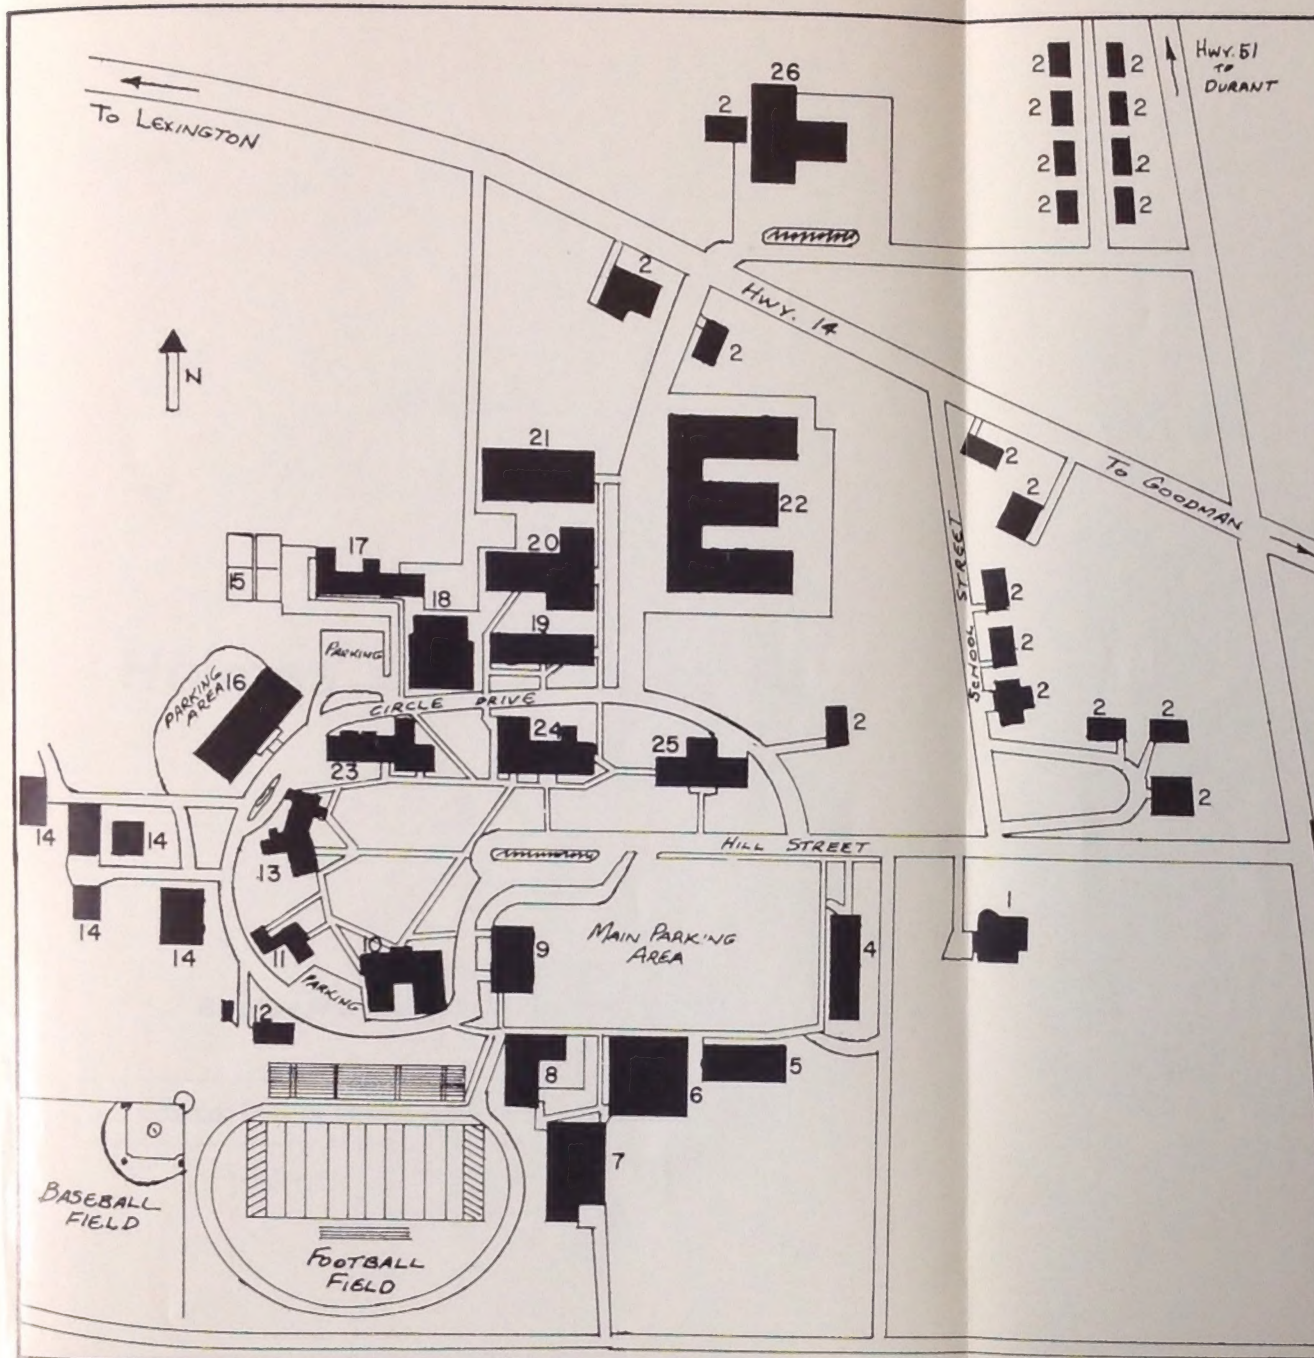 HWY. 51
TO
DURANT
TO LEXINGTON
26
2
2
2
2
2
2
2
2
2
2
2
HWY. 14
N
TO GOODMAN
2
2
21
22
17
20
15
18
19
SCHOOL STREET
2
2
2
PARKING
PARKING
AREA
16
CIRCLE DRIVE
24
25
23
2
2
2
2
14
14
13
HILL STREET
14
14
11
10
PARKING
9
MAIN PARKING
AREA
4
1
12
8
6
5
7
BASEBALL
FIELD
FOOTBALL
FIELD